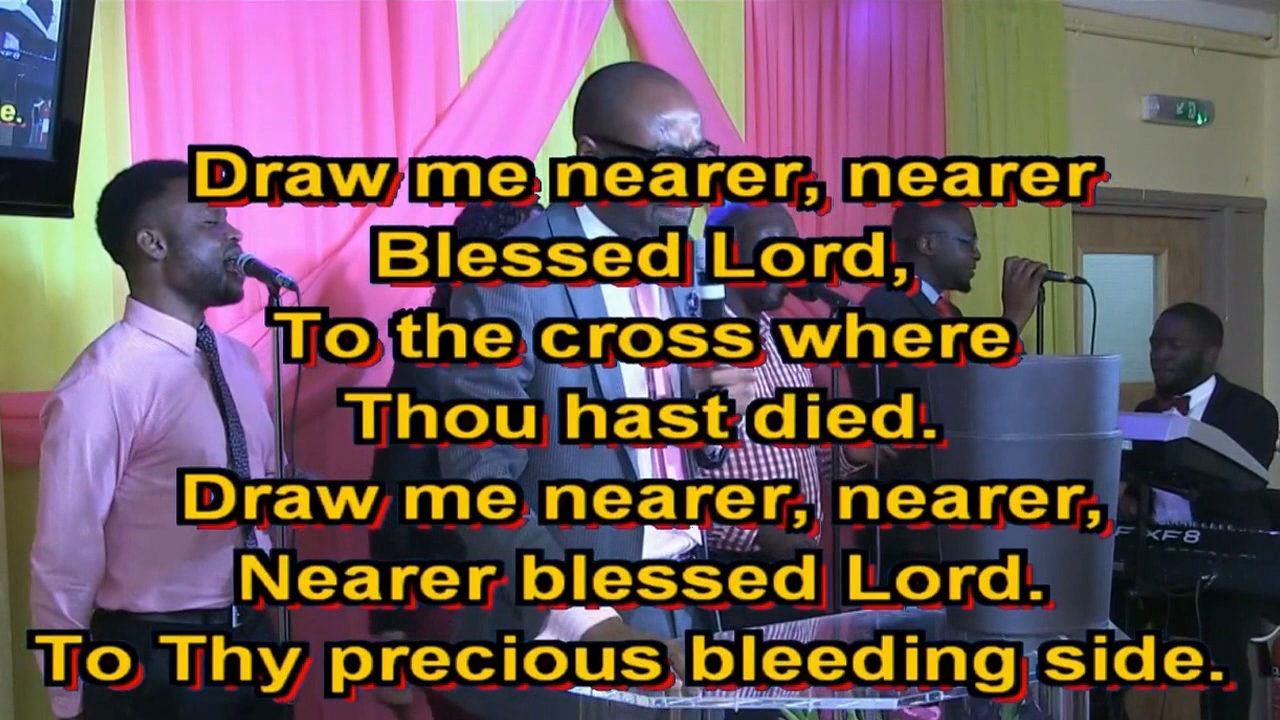 Draw me nearer, nearer
Blessed Lord,
To the cross where
Thou hast died.
Draw me nearer, nearer,
Nearer blessed Lord.
To Thy precious bleeding side.
e.
XF8